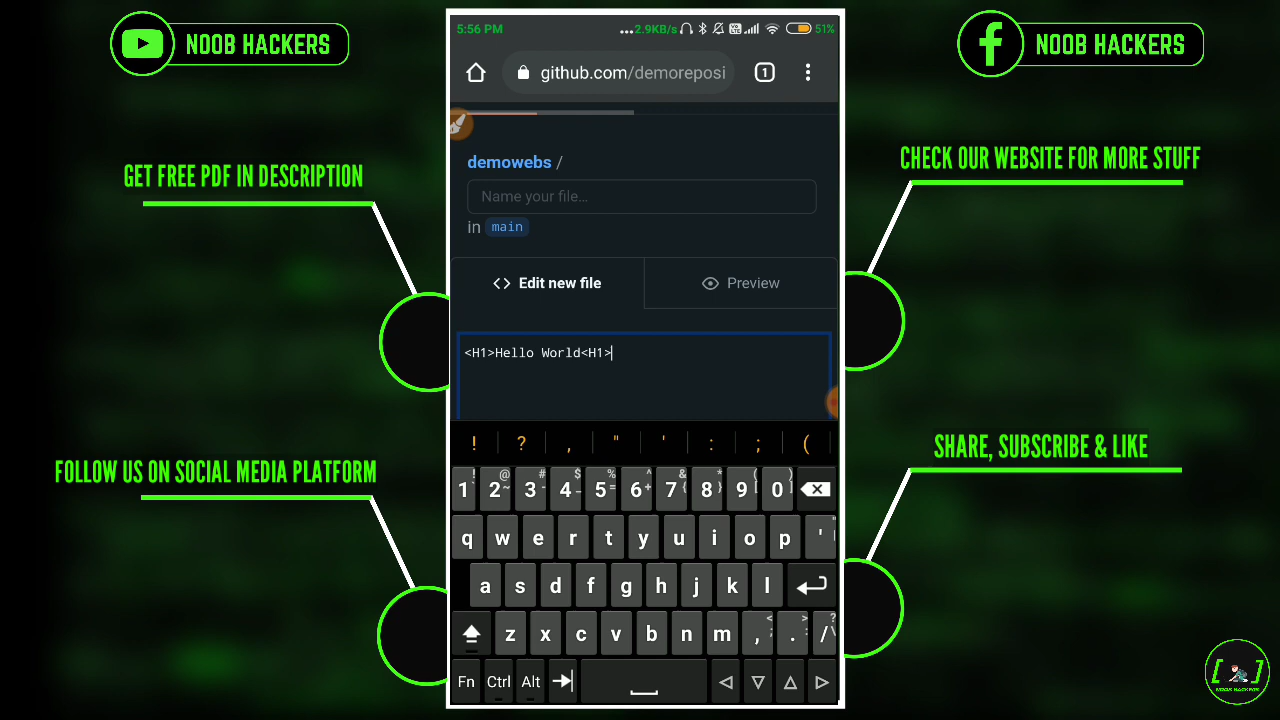 NOOB HACKERS
NOOB HACKERS
GET FREE PDF IN DESCRIPTION
CHECK OUR WEBSITE FOR MORE STUFF
FOLLOW US ON SOCIAL MEDIA PLATFORM
SHARE, SUBSCRIBE & LIKE
5:56 PM
...2.9KB/s
51%
github.com/demoreposi
1
demowebs /
Name your file...
in main
<> Edit new file
Preview
<H1>Hello World<H1>
! ? , " ' : ; (
1 2 3 4 5 6 7 8 9 0
q w e r t y u i o p '
a s d f g h j k l
z x c v b n m , . /
Fn Ctrl Alt
NOOB HACKERS